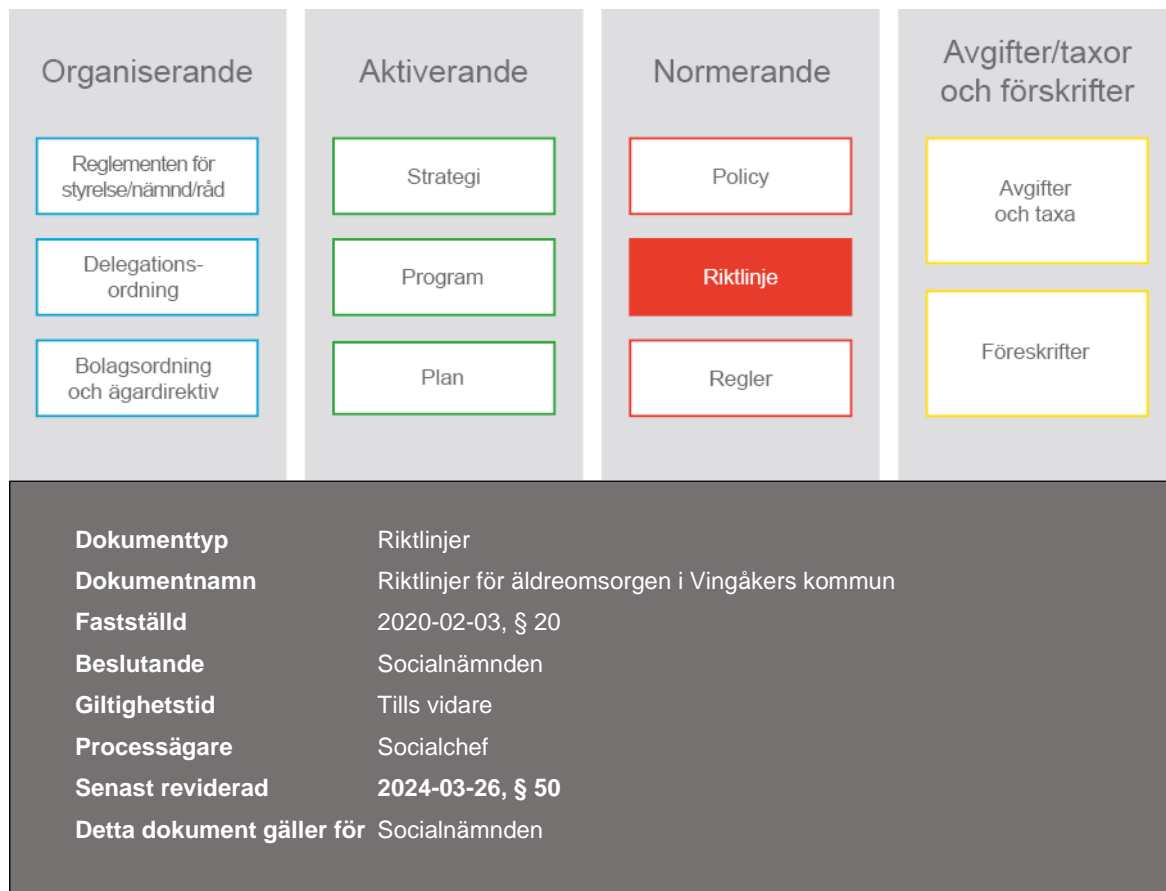 Organiserande
Reglementen för
styrelse/nämnd/råd
Delegations-
ordning
Bolagsordning
och ägardirektiv
Aktiverande
Strategi
Program
Plan
Normerande
Policy
Riktlinje
Regler
Avgifter/taxor
och förskrifter
Avgifter
och taxa
Föreskrifter
Dokumenttyp Riktlinjer
Dokumentnamn Riktlinjer för äldreomsorgen i Vingåkers kommun
Fastställd 2020-02-03, § 20
Beslutande Socialnämnden
Giltighetstid Tills vidare
Processägare Socialchef
Senast reviderad 2024-03-26, § 50
Detta dokument gäller för Socialnämnden